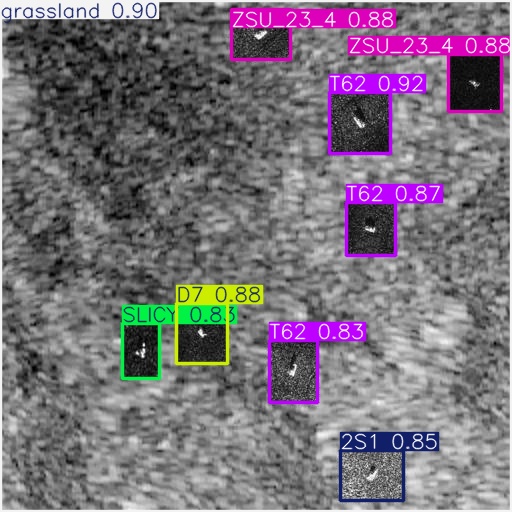 grassland 0.90
ZSU_23_4 0.88
ZSU_23_4 0.88
T62 0.92
T62 0.87
D7 0.88
SLICY 0.83
T62 0.83
2S1 0.85